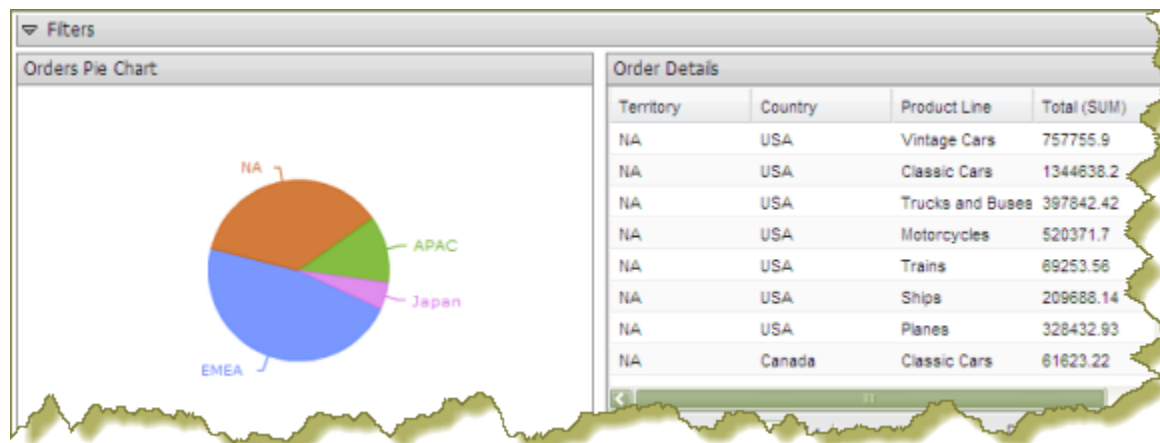 Filters
Orders Pie Chart
NA
APAC
Japan
EMEA
Order Details
Territory Country Product Line Total (SUM)
NA USA Vintage Cars 757755.9
NA USA Classic Cars 1344638.2
NA USA Trucks and Buses 397842.42
NA USA Motorcycles 520371.7
NA USA Trains 69253.56
NA USA Ships 209688.14
NA USA Planes 328432.93
NA Canada Classic Cars 61623.22